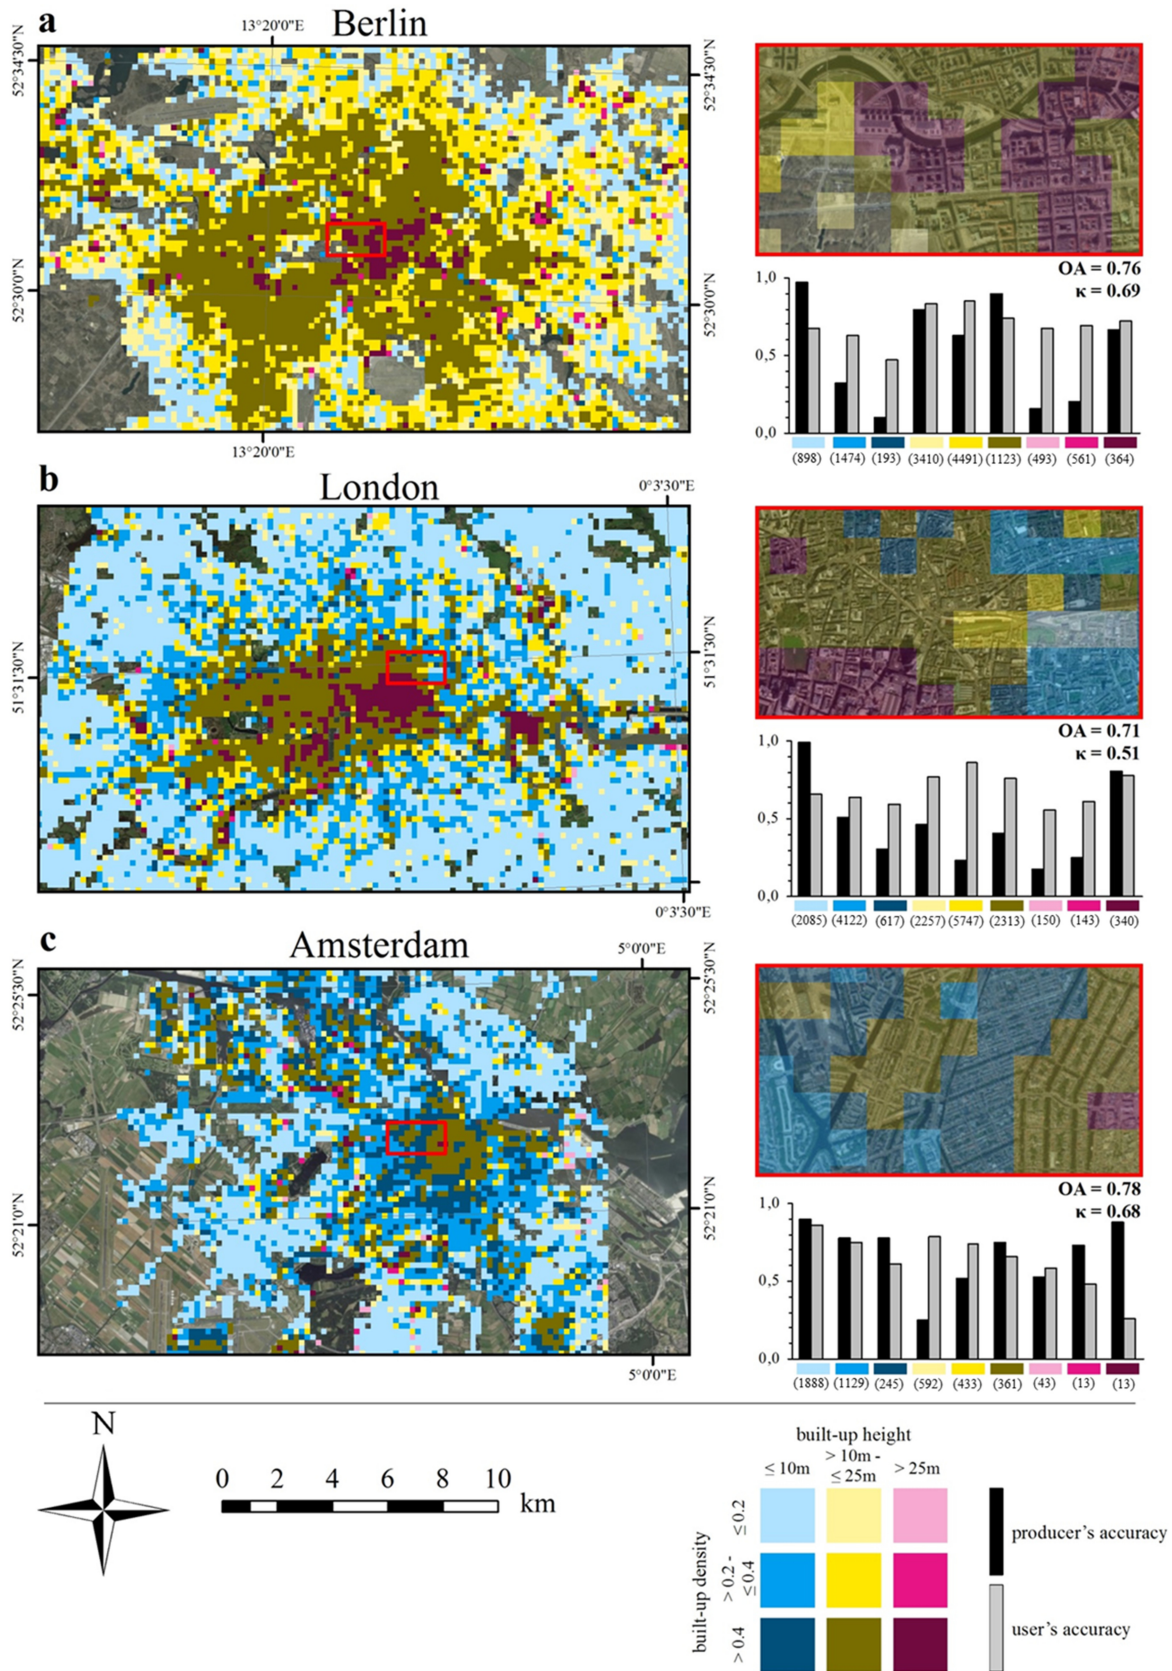 a
Berlin
13°20'0"E
52°34'30"N
52°34'30"N
52°30'0"N
52°30'0"N
13°20'0"E
OA = 0.76
κ = 0.69
1,0
0,5
0,0
(898) (1474) (193) (3410) (4491) (1123) (493) (561) (364)
b
London
0°3'30"E
51°31'30"N
51°31'30"N
0°3'30"E
OA = 0.71
κ = 0.51
1,0
0,5
0,0
(2085) (4122) (617) (2257) (5747) (2313) (150) (143) (340)
c
Amsterdam
5°0'0"E
52°25'30"N
52°25'30"N
52°21'0"N
52°21'0"N
5°0'0"E
OA = 0.78
κ = 0.68
1,0
0,5
0,0
(1888) (1129) (245) (592) (433) (361) (43) (13) (13)
N
0 2 4 6 8 10
km
built-up height
≤ 10m
> 10m -
≤ 25m
> 25m
built-up density
≤ 0.2
> 0.2 -
≤ 0.4
> 0.4
producer's accuracy
user's accuracy